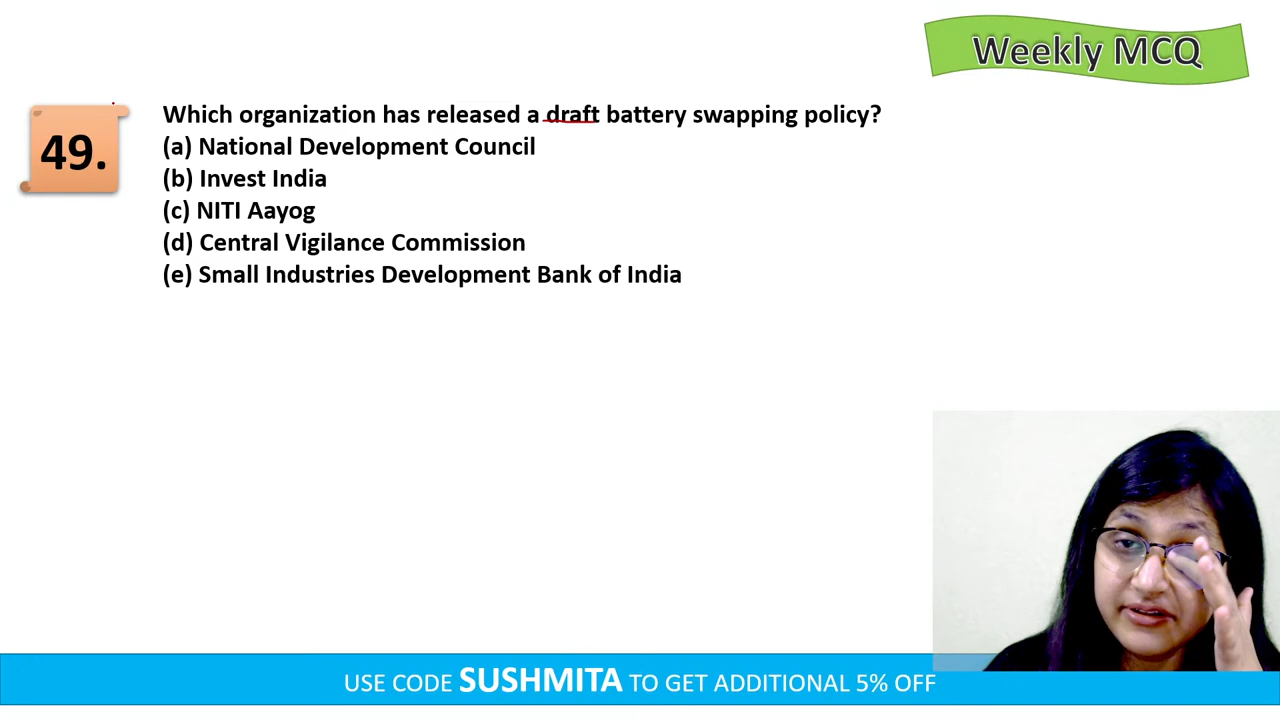 Weekly MCQ
49.
Which organization has released a draft battery swapping policy?
(a) National Development Council
(b) Invest India
(c) NITI Aayog
(d) Central Vigilance Commission
(e) Small Industries Development Bank of India
USE CODE SUSHMITA TO GET ADDITIONAL 5% OFF